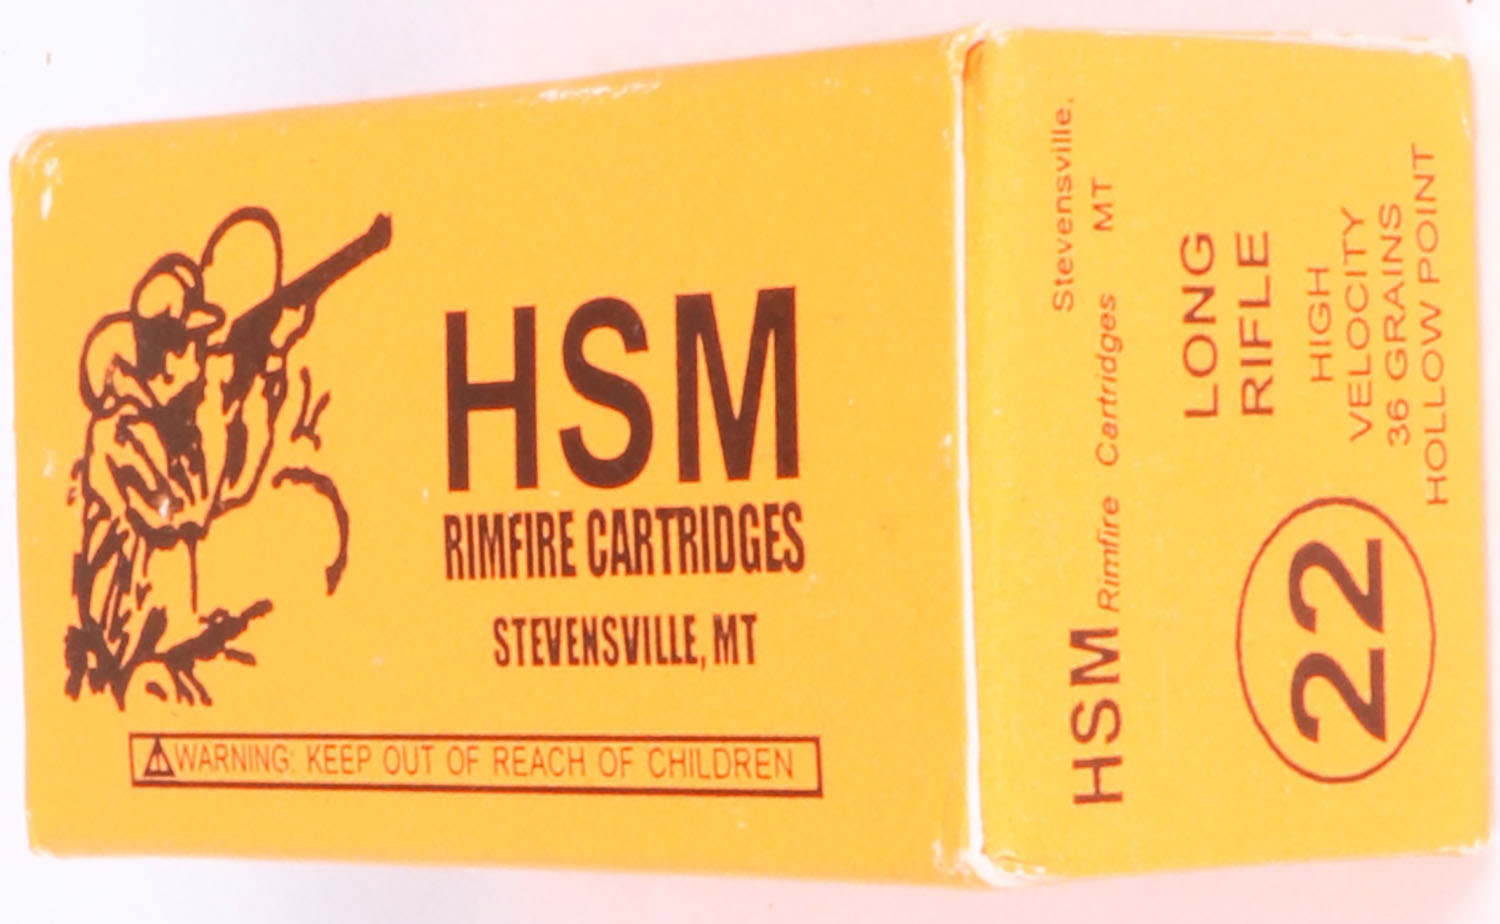 HSM
RIMFIRE CARTRIDGES
STEVENSVILLE, MT
WARNING: KEEP OUT OF REACH OF CHILDREN
HSM Rimfire Cartridges Stevensville. MT
22
LONG
RIFLE
HIGH
VELOCITY
36 GRAINS
HOLLOW POINT